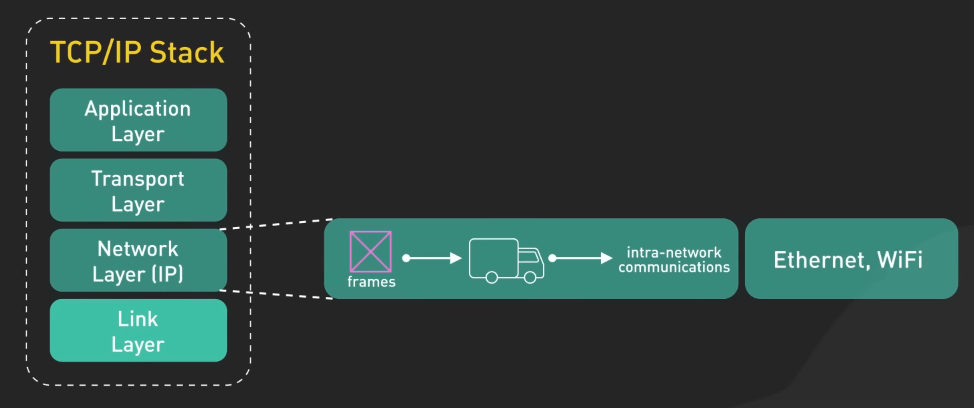 TCP/IP Stack
Application
Layer
Transport
Layer
Network
Layer (IP)
Link
Layer
frames
intra-network
communications
Ethernet, WiFi